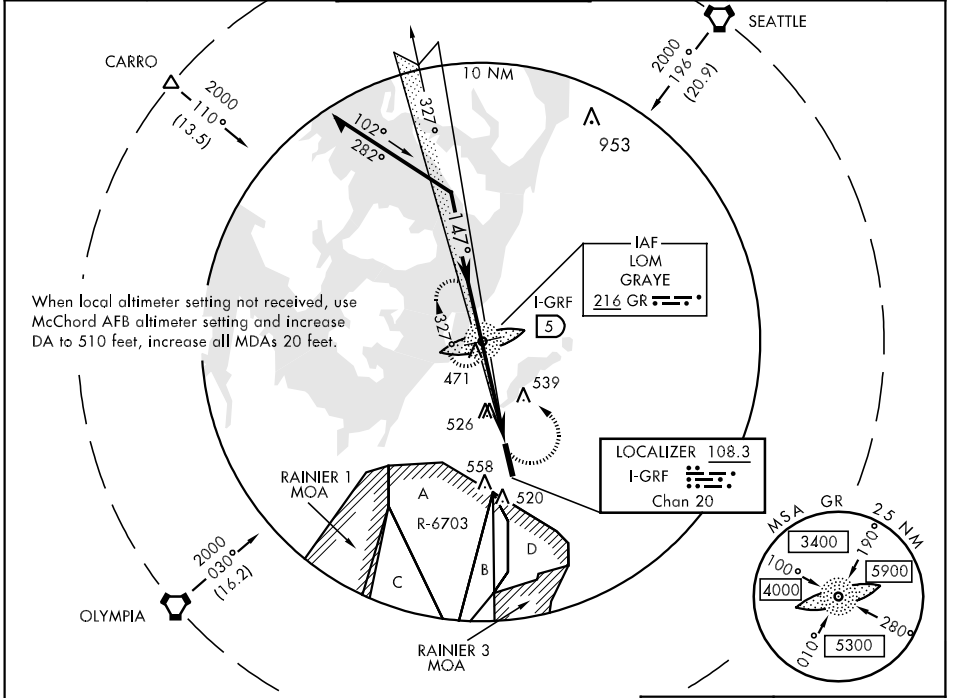 SEATTLE
2000
196°
(20.9)
CARRO
2000
110°
(13.5)
10 NM
953
327°
102°
282°
147°
IAF
LOM
GRAYE
216 GR
I-GRF
5
When local altimeter setting not received, use
McChord AFB altimeter setting and increase
DA to 510 feet, increase all MDAs 20 feet.
327°
471
539
526
LOCALIZER 108.3
I-GRF
Chan 20
558
520
RAINIER 1
MOA
A
R-6703
C
B
D
RAINIER 3
MOA
2000
030°
(16.2)
OLYMPIA
MSA GR 25 NM
3400
190°
100°
4000
5900
010°
5300
280°